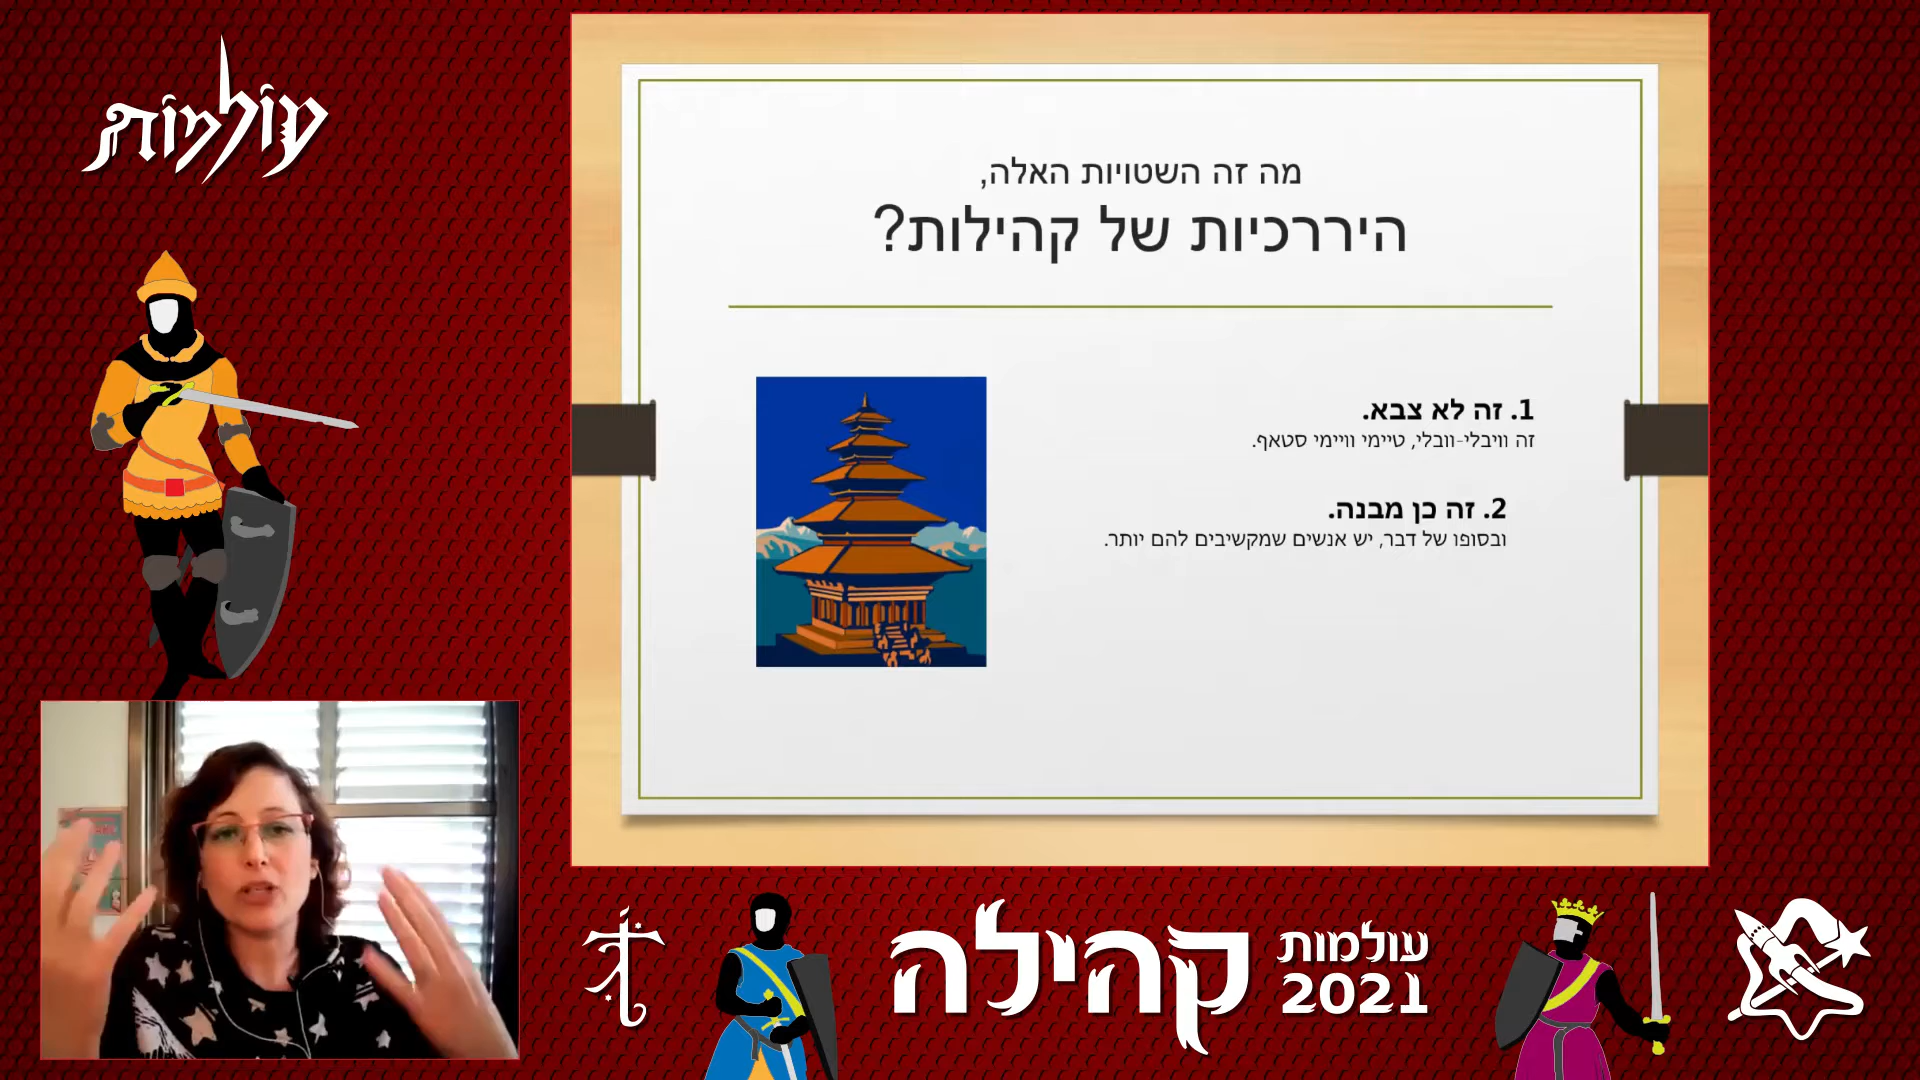 עולמות
מה זה השטויות האלה,
היררכיות של קהילות?
1. זה לא צבא.
זה וויבלי-וובלי, טיימי וויימי סטאף.
2. זה כן מבנה.
ובסופו של דבר, יש אנשים שמקשיבים להם יותר.
קהילה
עולמות
2021